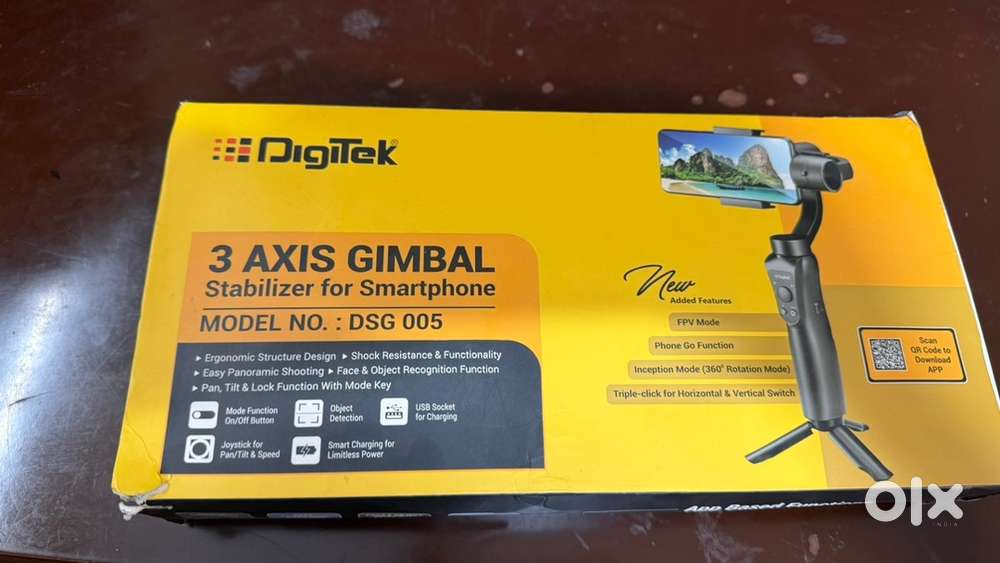 DIGITEK®
3 AXIS GIMBAL
Stabilizer for Smartphone
MODEL NO. : DSG 005
▸ Ergonomic Structure Design ▸ Shock Resistance & Functionality
▸ Easy Panoramic Shooting ▸ Face & Object Recognition Function
▸ Pan, Tilt & Lock Function With Mode Key
Mode Function
On/Off Button
Object
Detection
USB Socket
for Charging
Joystick for
Pan/Tilt & Speed
Smart Charging for
Limitless Power
New
Added Features
FPV Mode
Phone Go Function
Inception Mode (360° Rotation Mode)
Triple-click for Horizontal & Vertical Switch
Scan
QR Code to
Download
APP
App Based
olx
INDIA